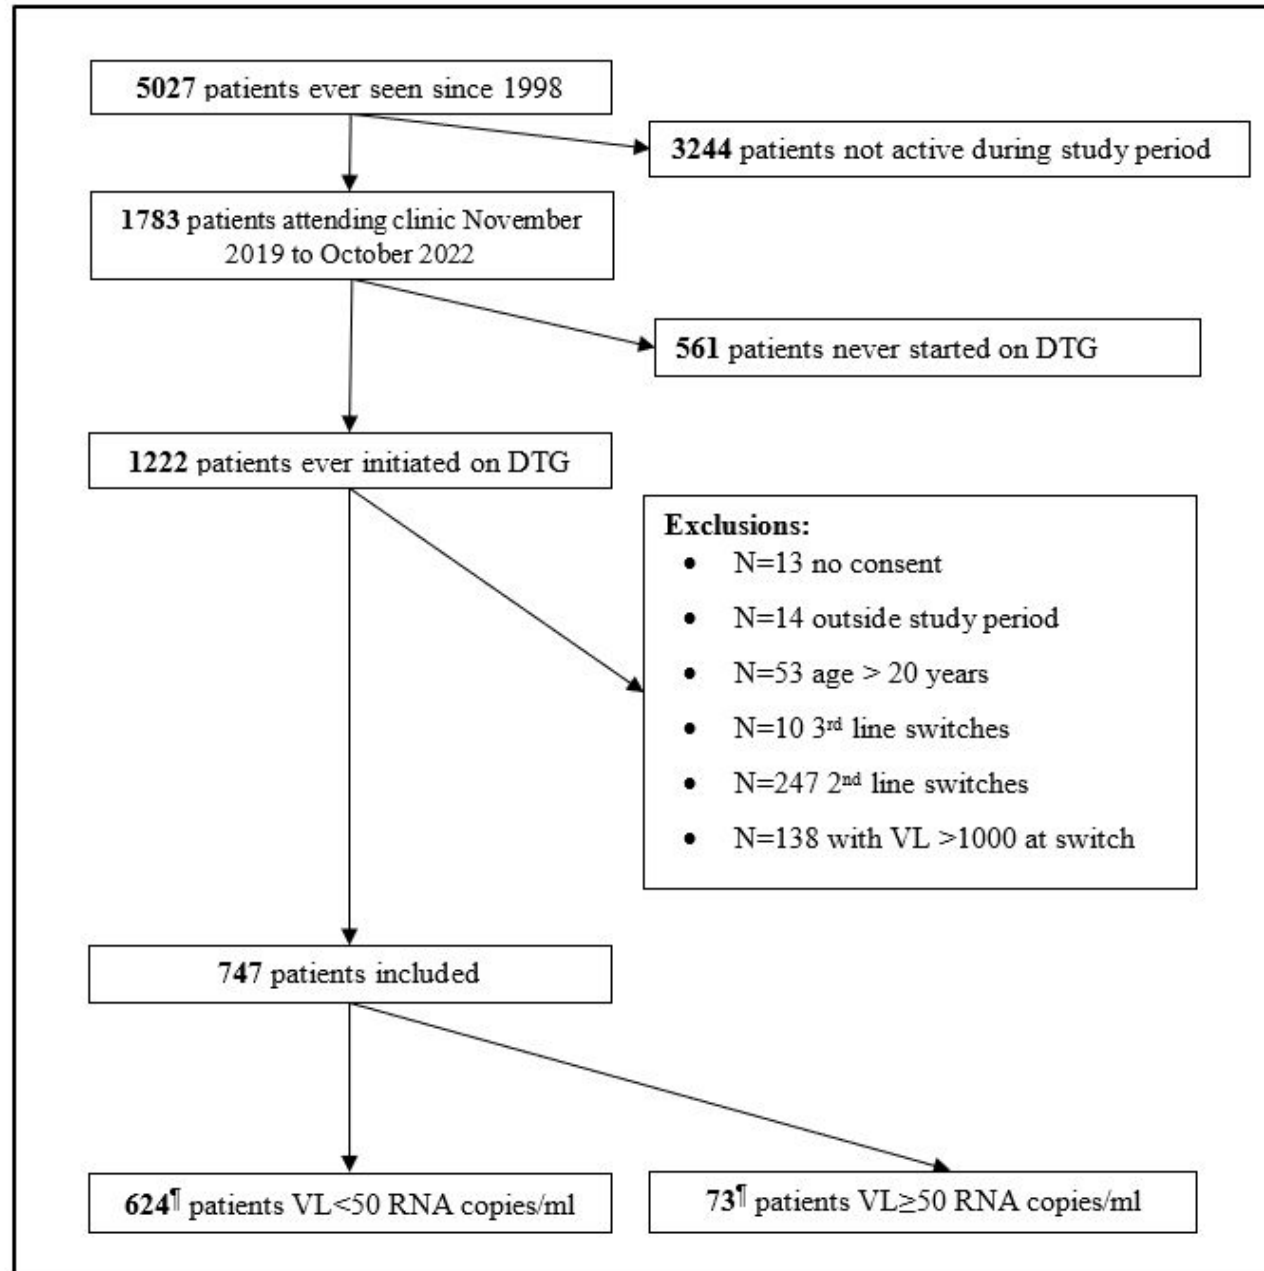 5027 patients ever seen since 1998
3244 patients not active during study period
1783 patients attending clinic November
2019 to October 2022
561 patients never started on DTG
1222 patients ever initiated on DTG
Exclusions:
• N=13 no consent
• N=14 outside study period
• N=53 age > 20 years
• N=10 3rd line switches
• N=247 2nd line switches
• N=138 with VL >1000 at switch
747 patients included
624¶ patients VL<50 RNA copies/ml
73¶ patients VL≥50 RNA copies/ml